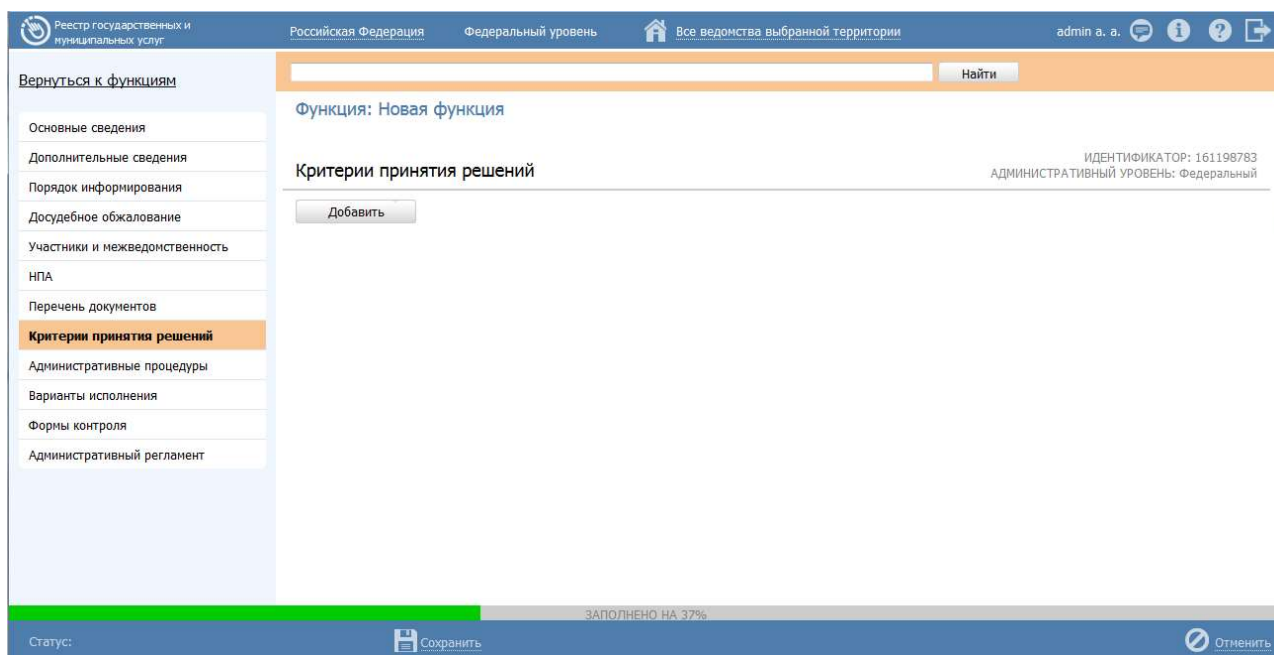 Реестр государственных и
муниципальных услуг
Российская Федерация
Федеральный уровень
Все ведомства выбранной территории
admin a. a.
Вернуться к функциям
Найти
Функция: Новая функция
Основные сведения
Дополнительные сведения
Порядок информирования
Досудебное обжалование
Участники и межведомственность
НПА
Перечень документов
Критерии принятия решений
Административные процедуры
Варианты исполнения
Формы контроля
Административный регламент
Критерии принятия решений
ИДЕНТИФИКАТОР: 161198783
АДМИНИСТРАТИВНЫЙ УРОВЕНЬ: Федеральный
Добавить
ЗАПОЛНЕНО НА 37%
Статус:
Сохранить
Отменить